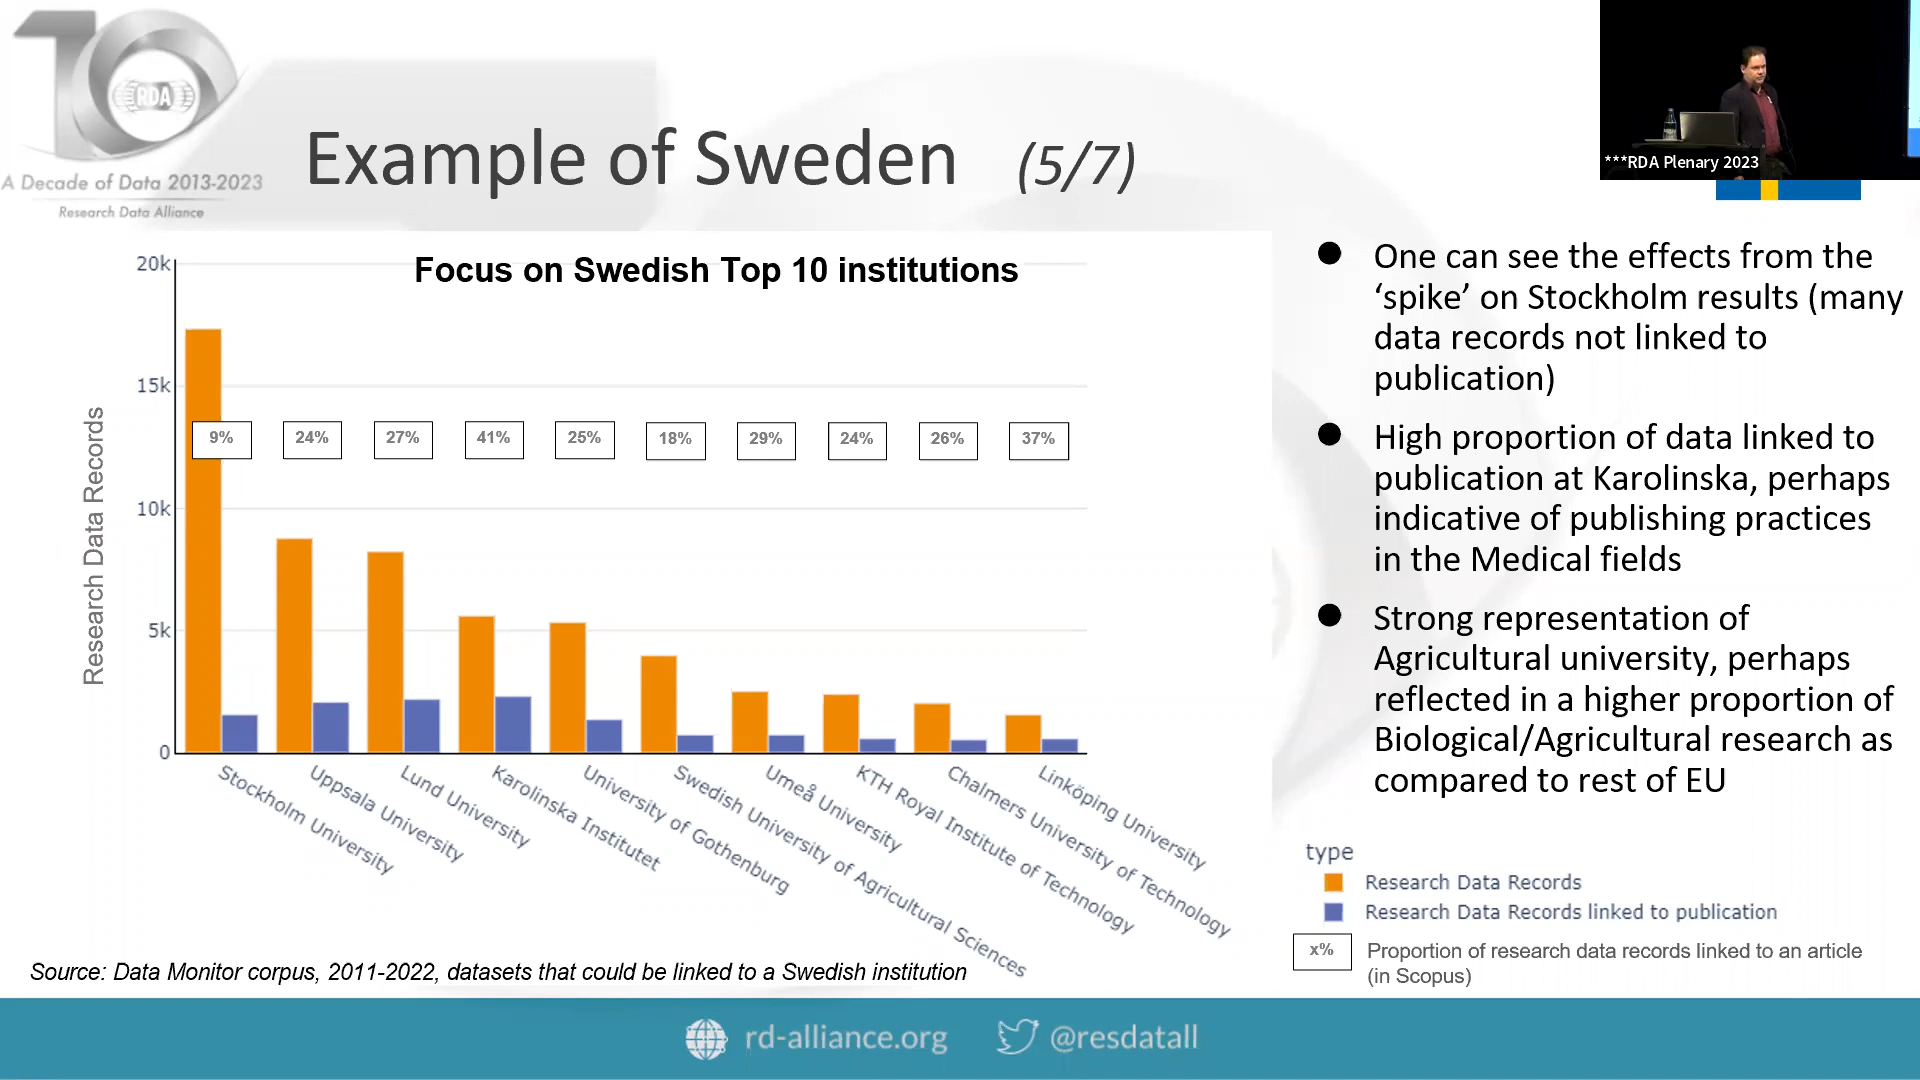 RDA
A Decade of Data 2013-2023
Research Data Alliance
Example of Sweden (5/7)
***RDA Plenary 2023
Focus on Swedish Top 10 institutions
Research Data Records
20k
15k
10k
5k
0
9%
24%
27%
41%
25%
18%
29%
24%
26%
37%
Stockholm University
Uppsala University
Lund University
Karolinska Institutet
University of Gothenburg
Swedish University of Agricultural Sciences
Umeå University
KTH Royal Institute of Technology
Chalmers University of Technology
Linköping University
● One can see the effects from the
‘spike’ on Stockholm results (many
data records not linked to
publication)
● High proportion of data linked to
publication at Karolinska, perhaps
indicative of publishing practices
in the Medical fields
● Strong representation of
Agricultural university, perhaps
reflected in a higher proportion of
Biological/Agricultural research as
compared to rest of EU
type
Research Data Records
Research Data Records linked to publication
x% Proportion of research data records linked to an article
(in Scopus)
Source: Data Monitor corpus, 2011-2022, datasets that could be linked to a Swedish institution
rd-alliance.org @resdatall